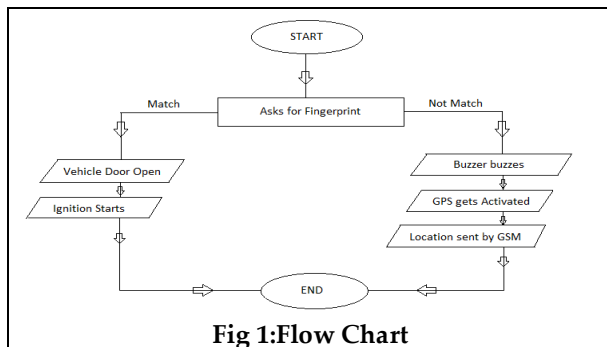 START
Match
Not Match
Asks for Fingerprint
Vehicle Door Open
Ignition Starts
Buzzer buzzes
GPS gets Activated
Location sent by GSM
END
Fig 1:Flow Chart